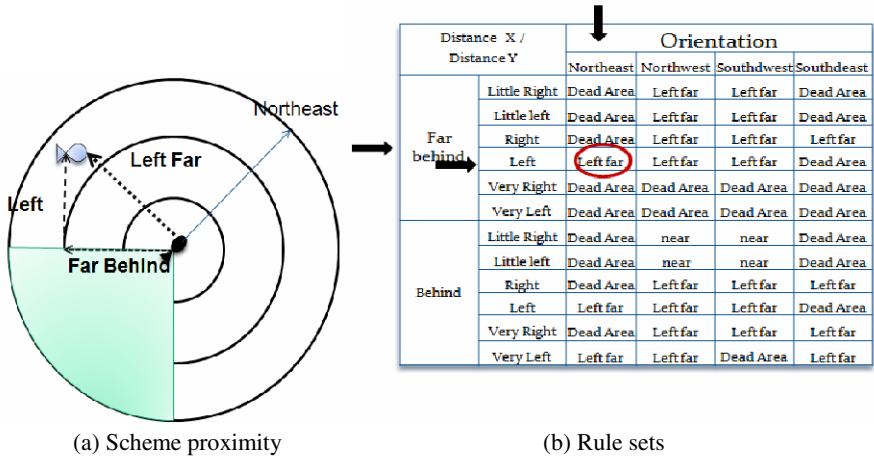 Northeast
Left Far
Left
Far Behind
(a) Scheme proximity
Distance X /
Distance Y
Orientation
Northeast Northwest Southdwest Southdeast
Far
behind
Little Right Dead Area Left far Left far Dead Area
Little left Dead Area Left far Left far Dead Area
Right Dead Area Left far Left far Left far
Left Left far Left far Left far Dead Area
Very Right Dead Area Dead Area Dead Area Dead Area
Very Left Dead Area Dead Area Dead Area Dead Area
Behind
Little Right Dead Area near near Dead Area
Little left Dead Area near near Dead Area
Right Dead Area Left far Left far Left far
Left Left far Left far Left far Dead Area
Very Right Dead Area Left far Left far Left far
Very Left Left far Left far Dead Area Left far
(b) Rule sets